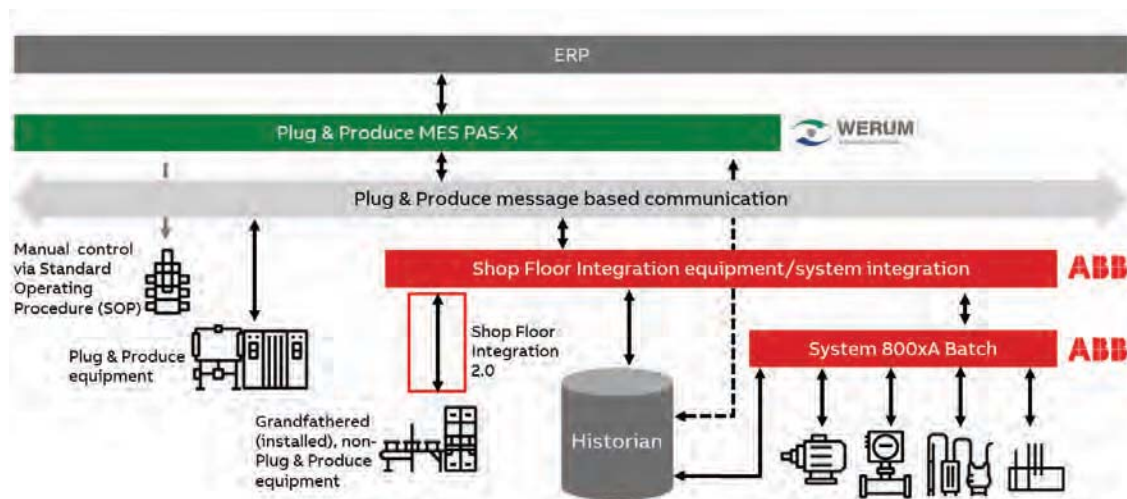 ERP
Plug & Produce MES PAS-X
WERUM
Plug & Produce message based communication
Manual control
via Standard
Operating
Procedure (SOP)
Shop Floor Integration equipment/system integration
ABB
Plug & Produce
equipment
Shop Floor
Integration
2.0
System 800xA Batch
ABB
Grandfathered
(installed), non-
Plug & Produce
equipment
Historian